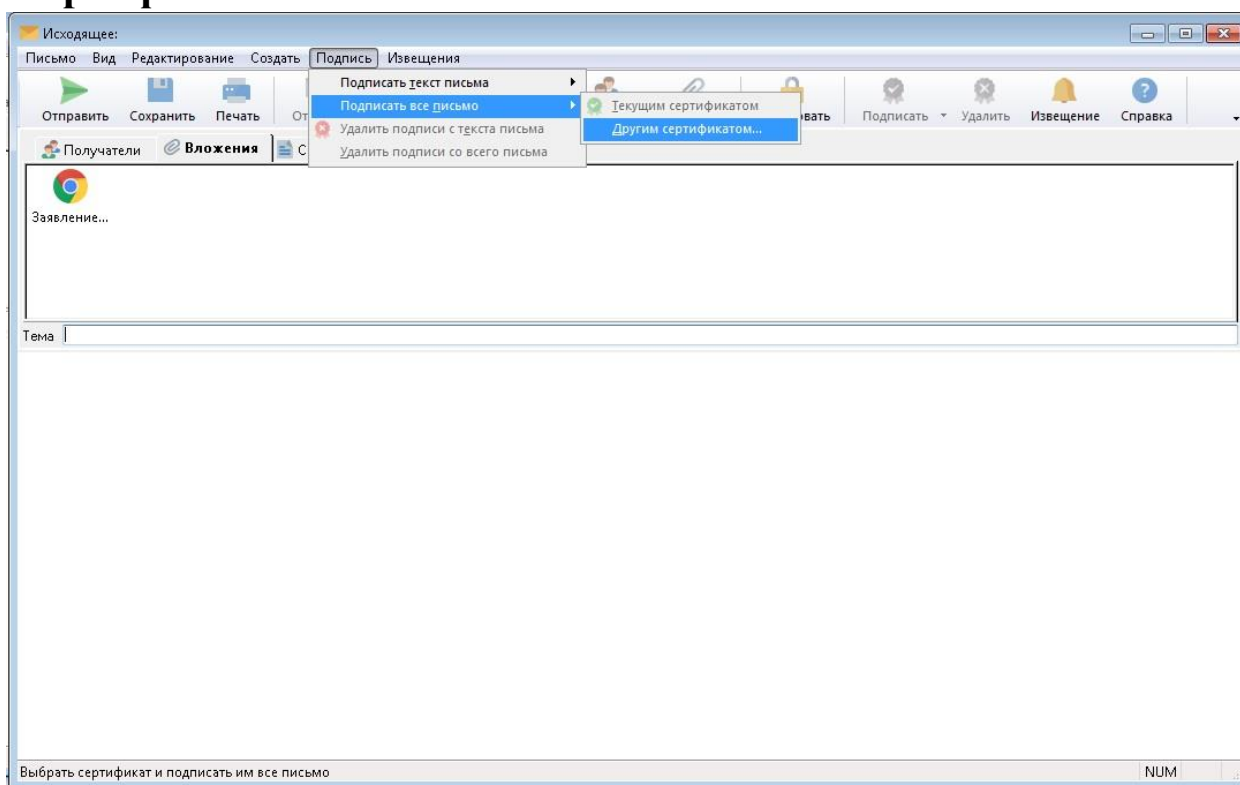 Исходящее:
Письмо Вид Редактирование Создать Подпись Извещения
Подписать текст письма
Подписать все письмо
Удалить подписи с текста письма
Удалить подписи со всего письма
Текущим сертификатом
Другим сертификатом...
Отправить Сохранить Печать От вать Подписать Удалить Извещение Справка
Получатели Вложения С
Заявление...
Тема
Выбрать сертификат и подписать им все письмо NUM